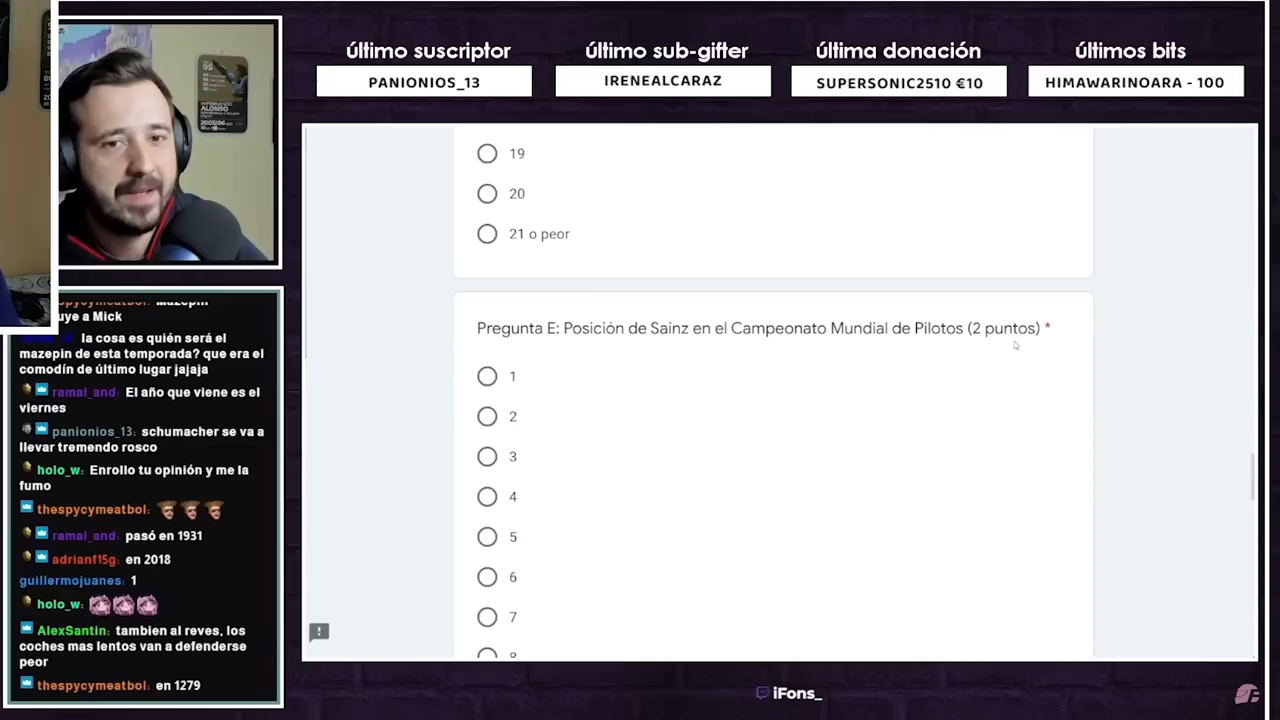 último suscriptor
PANIONIOS_13
último sub-gifter
IRENEALCARAZ
última donación
SUPERSONIC2510 €10
últimos bits
HIMAWARINOARA - 100
ALONSO
19
20
21 o peor
Pregunta E: Posición de Sainz en el Campeonato Mundial de Pilotos (2 puntos) *
1
2
3
4
5
6
7
8
uye a Mick
la cosa es quién será el
mazepin de esta temporada? que era el
comodín de último lugar jajaja
ramal_and: El año que viene es el
viernes
panionios_13: schumacher se va a
llevar tremendo rosco
holo_w: Enrollo tu opinión y me la
fumo
thespycymeatbol:
ramal_and: pasó en 1931
adrianf15g: en 2018
guillermojuanes: 1
holo_w:
AlexSantin: tambien al reves, los
coches mas lentos van a defenderse
peor
thespycymeatbol: en 1279
iFons_